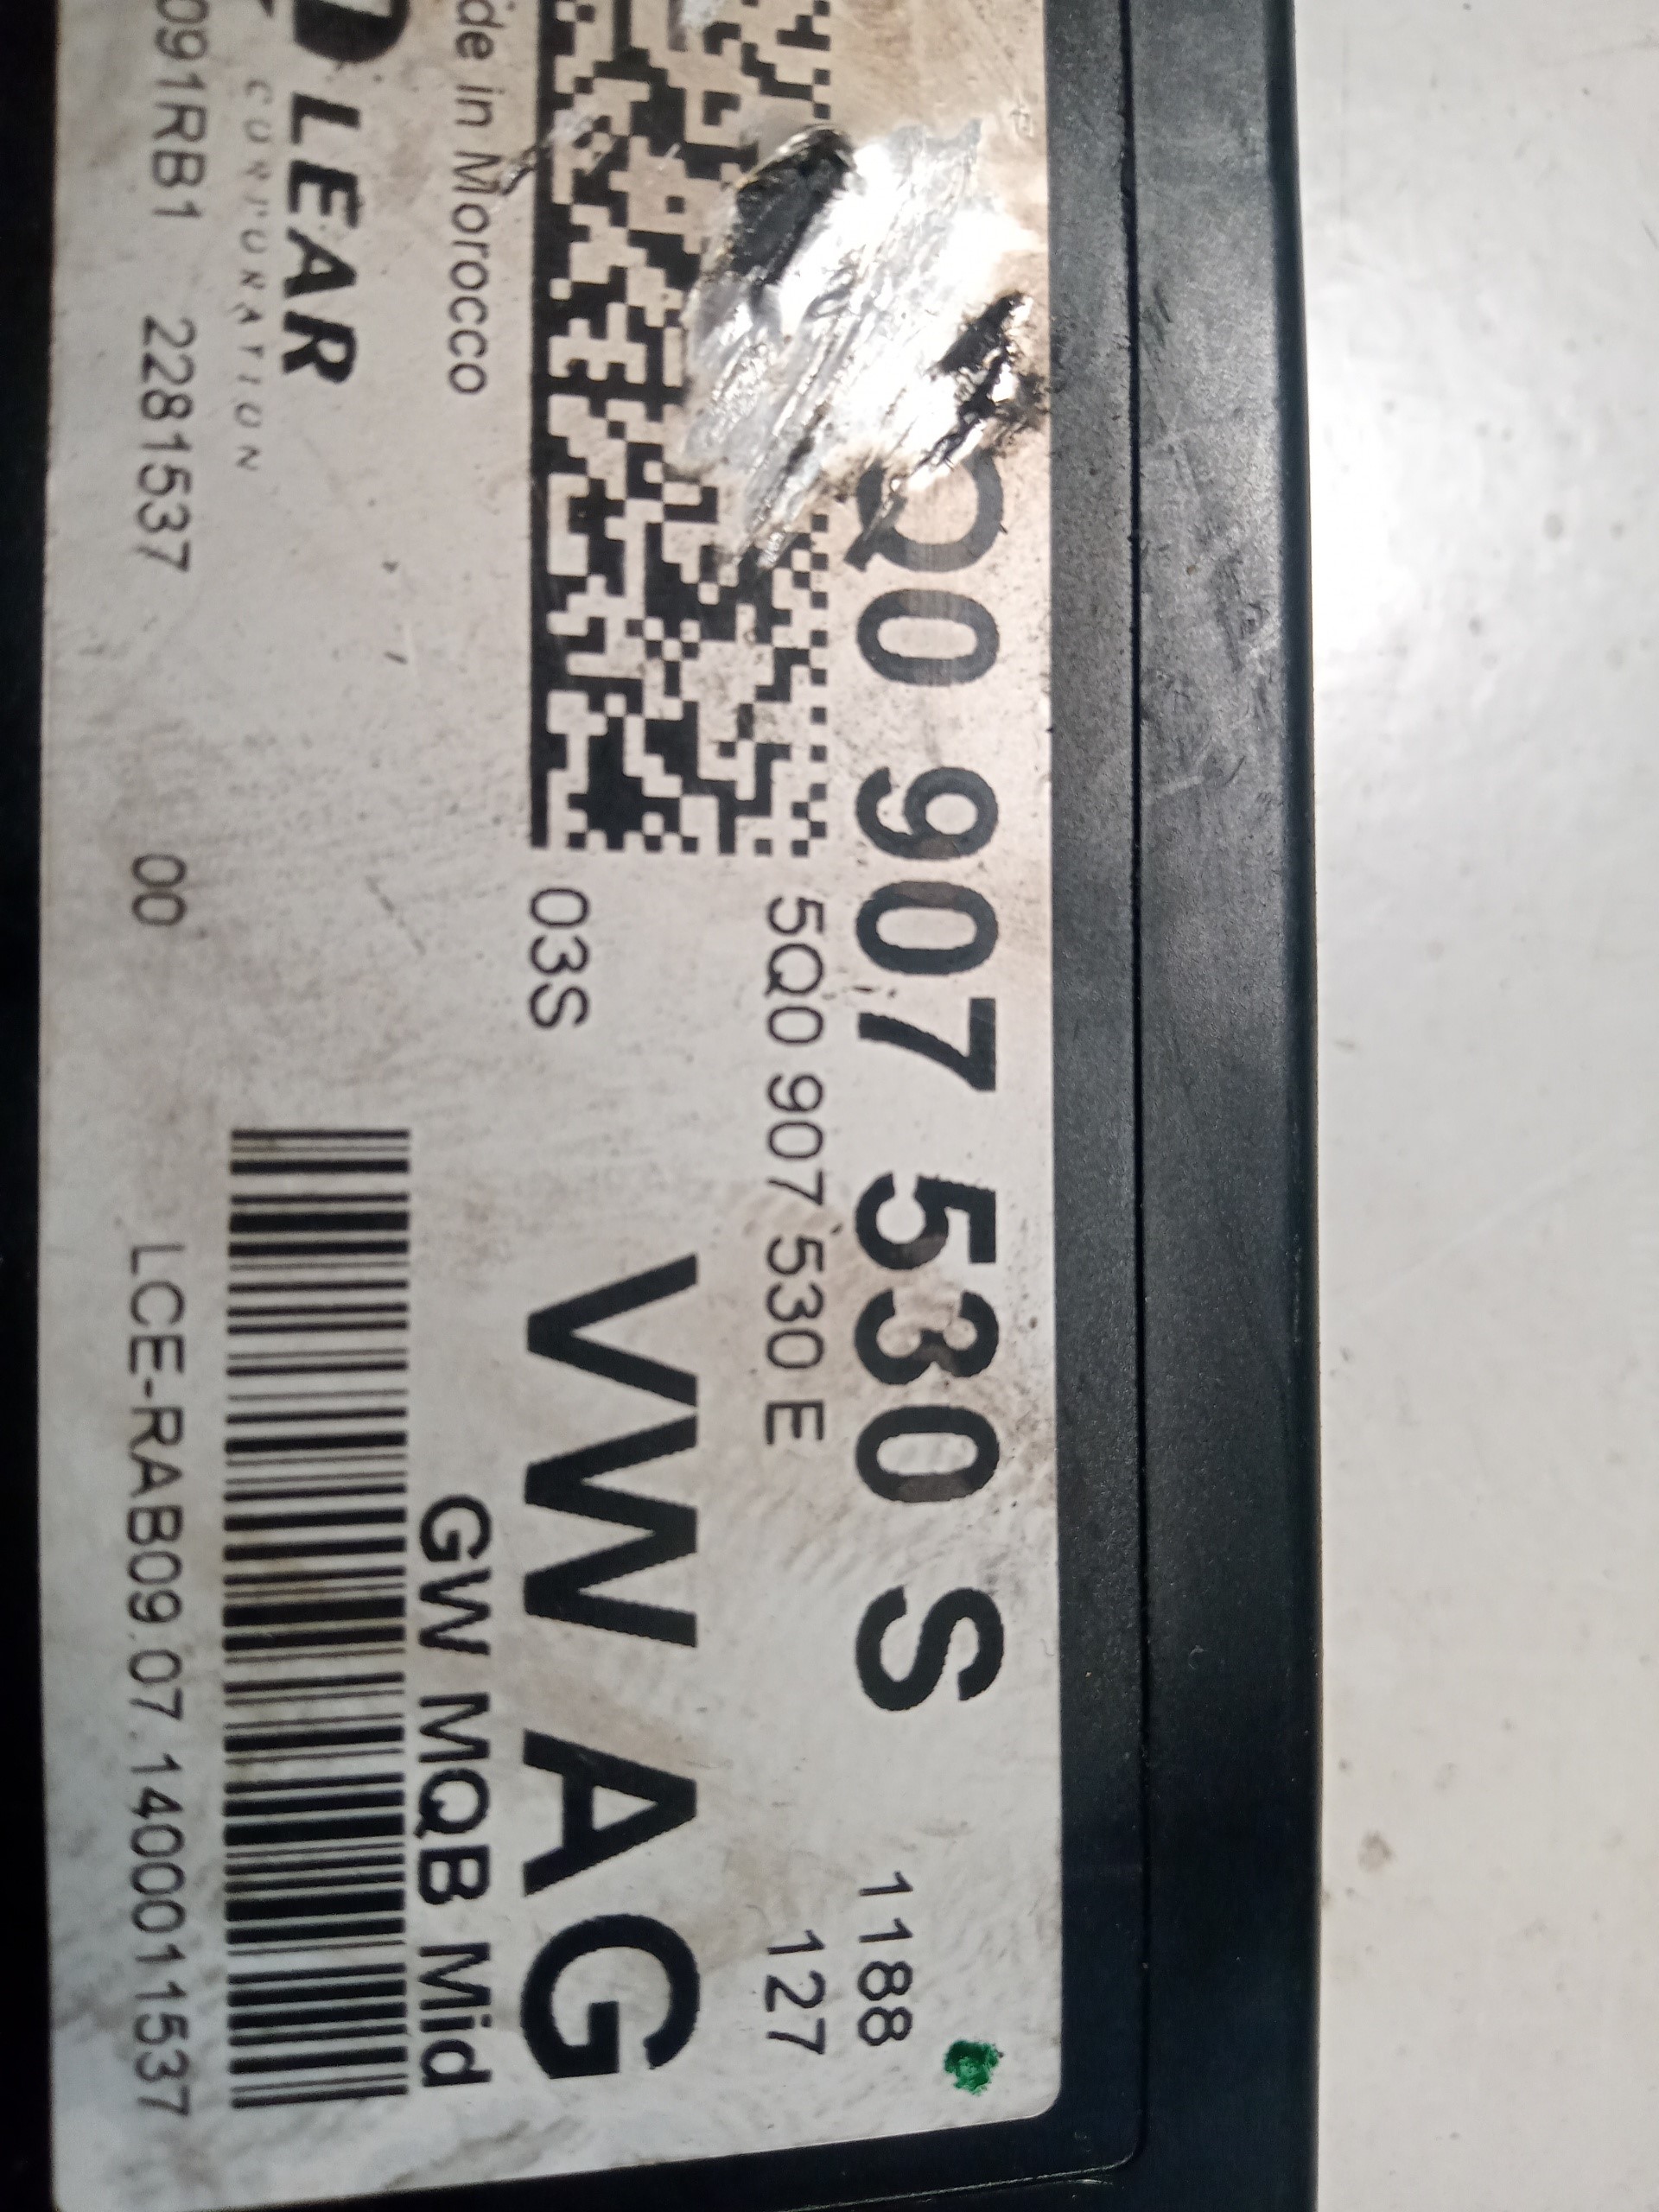 Q0 907 530 S
1188
5Q0 907 530 E
127
03S
VW AG
de in Morocco
GW MQB Mid
LEAR
CORPORATION
091RB1 2281537 00 LCE-RAB09.07.1400011537